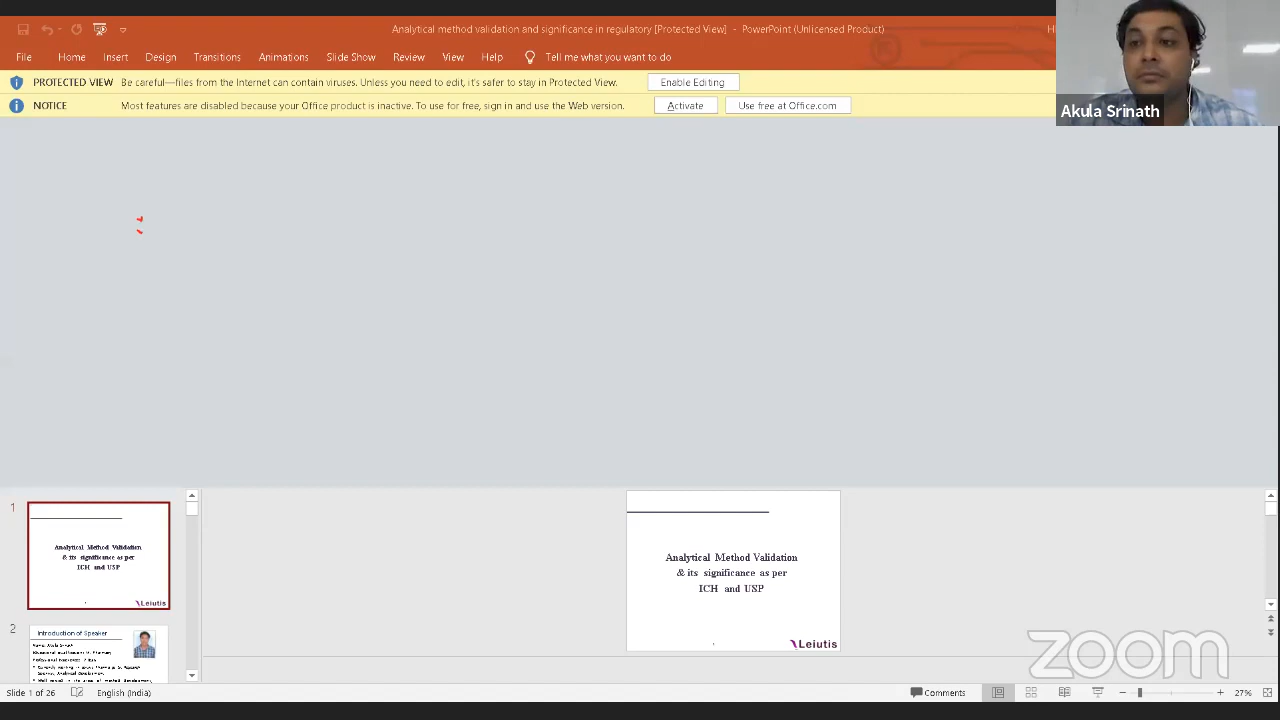 Analytical method validation and significance in regulatory [Protected View] - PowerPoint (Unlicensed Product)
File Home Insert Design Transitions Animations Slide Show Review View Help Tell me what you want to do
PROTECTED VIEW Be careful—files from the Internet can contain viruses. Unless you need to edit, it's safer to stay in Protected View. Enable Editing
NOTICE Most features are disabled because your Office product is inactive. To use for free, sign in and use the Web version. Activate Use free at Office.com
Akula Srinath
1
Analytical Method Validation
& its significance as per
ICH and USP
Leiutis
2
Introduction of Speaker
Analytical Method Validation
& its significance as per
ICH and USP
Leiutis
zoom
Slide 1 of 26 English (India) Comments 27%